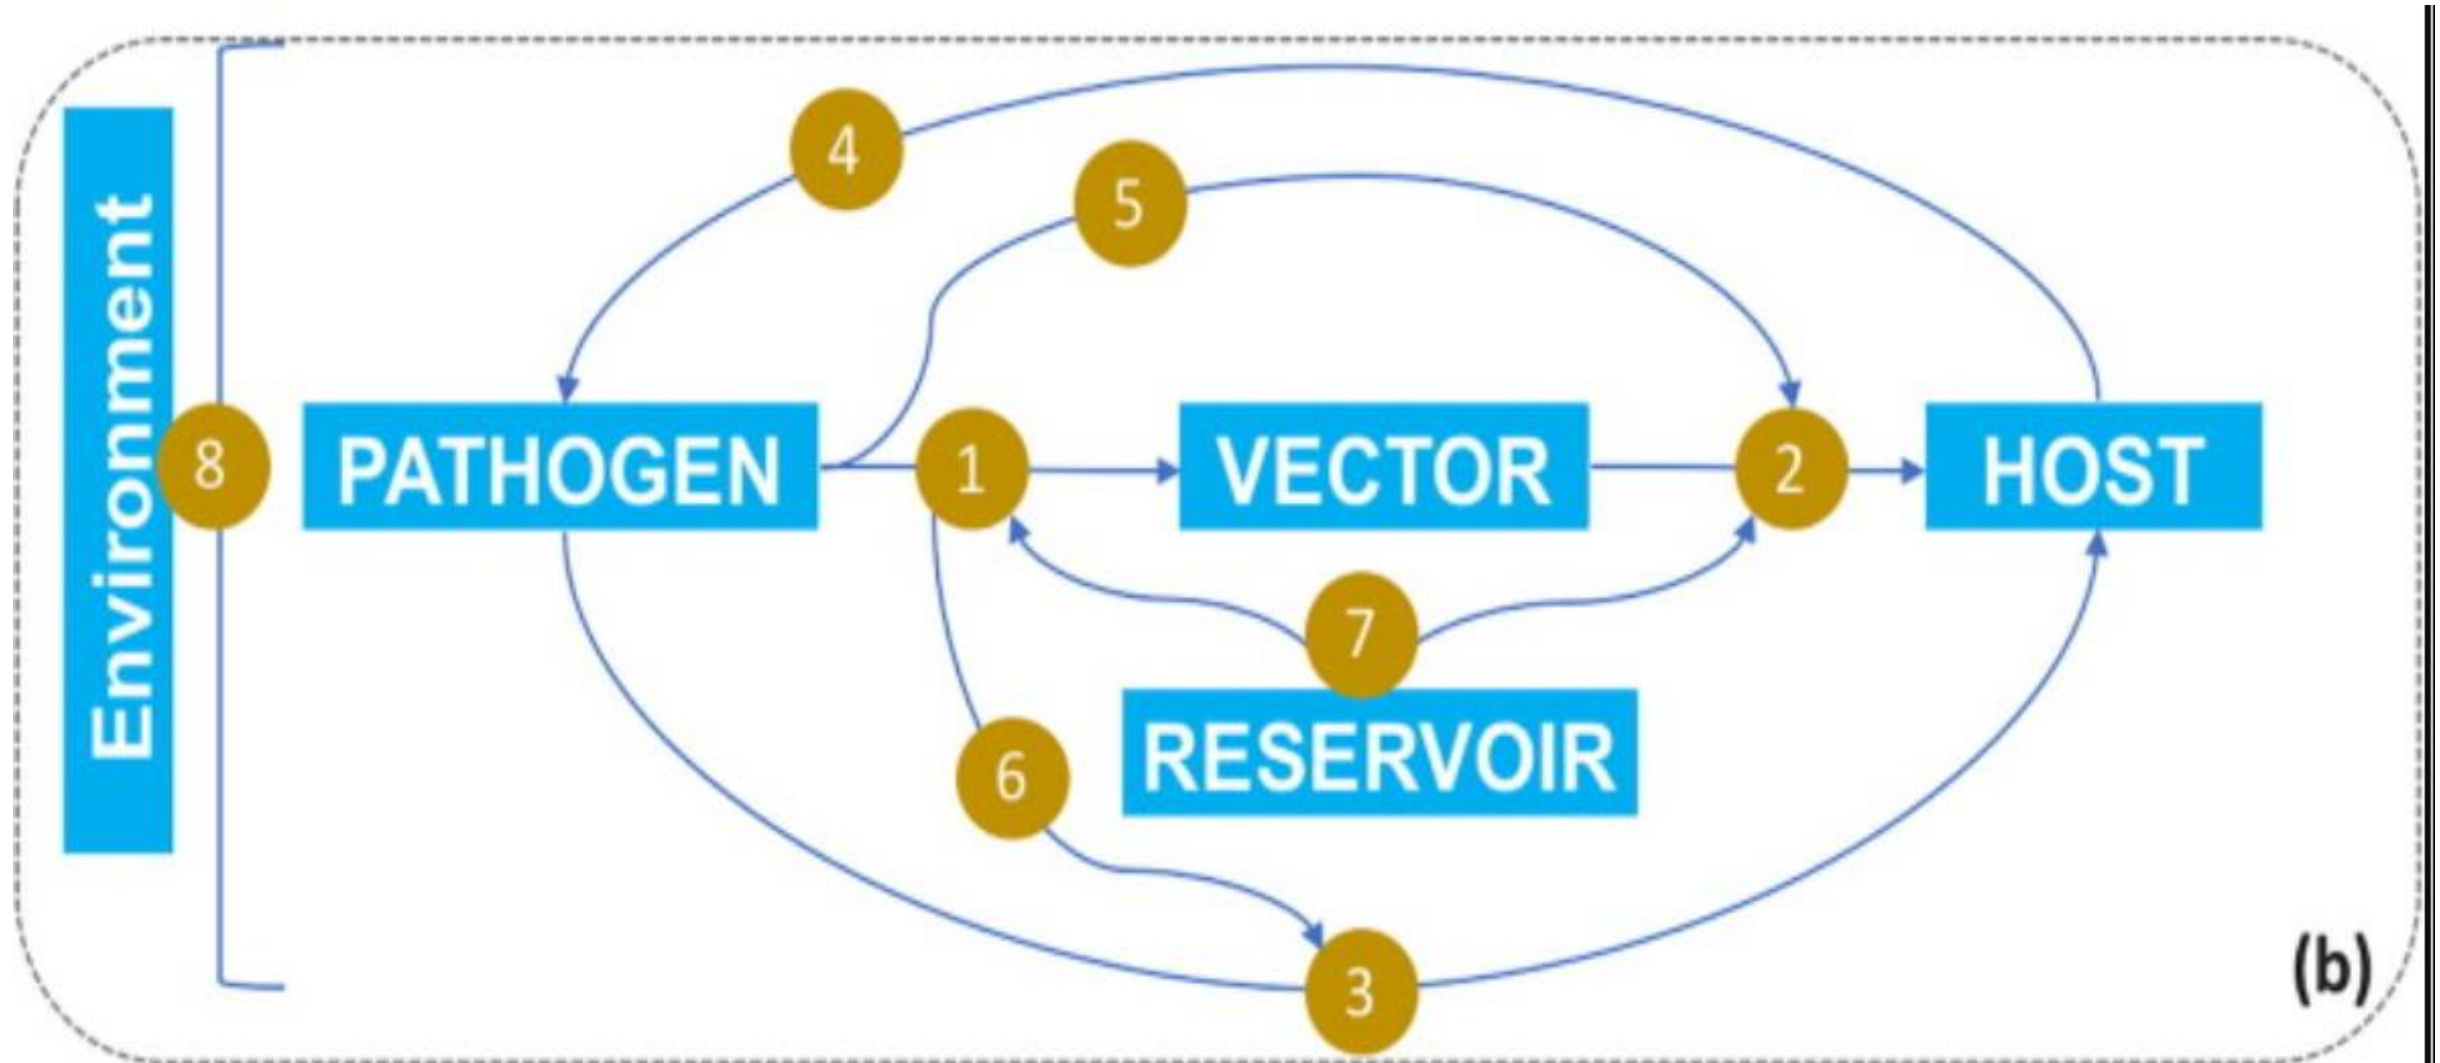 4
5
Environment
8
PATHOGEN
1
VECTOR
2
HOST
7
RESERVOIR
6
3
(b)